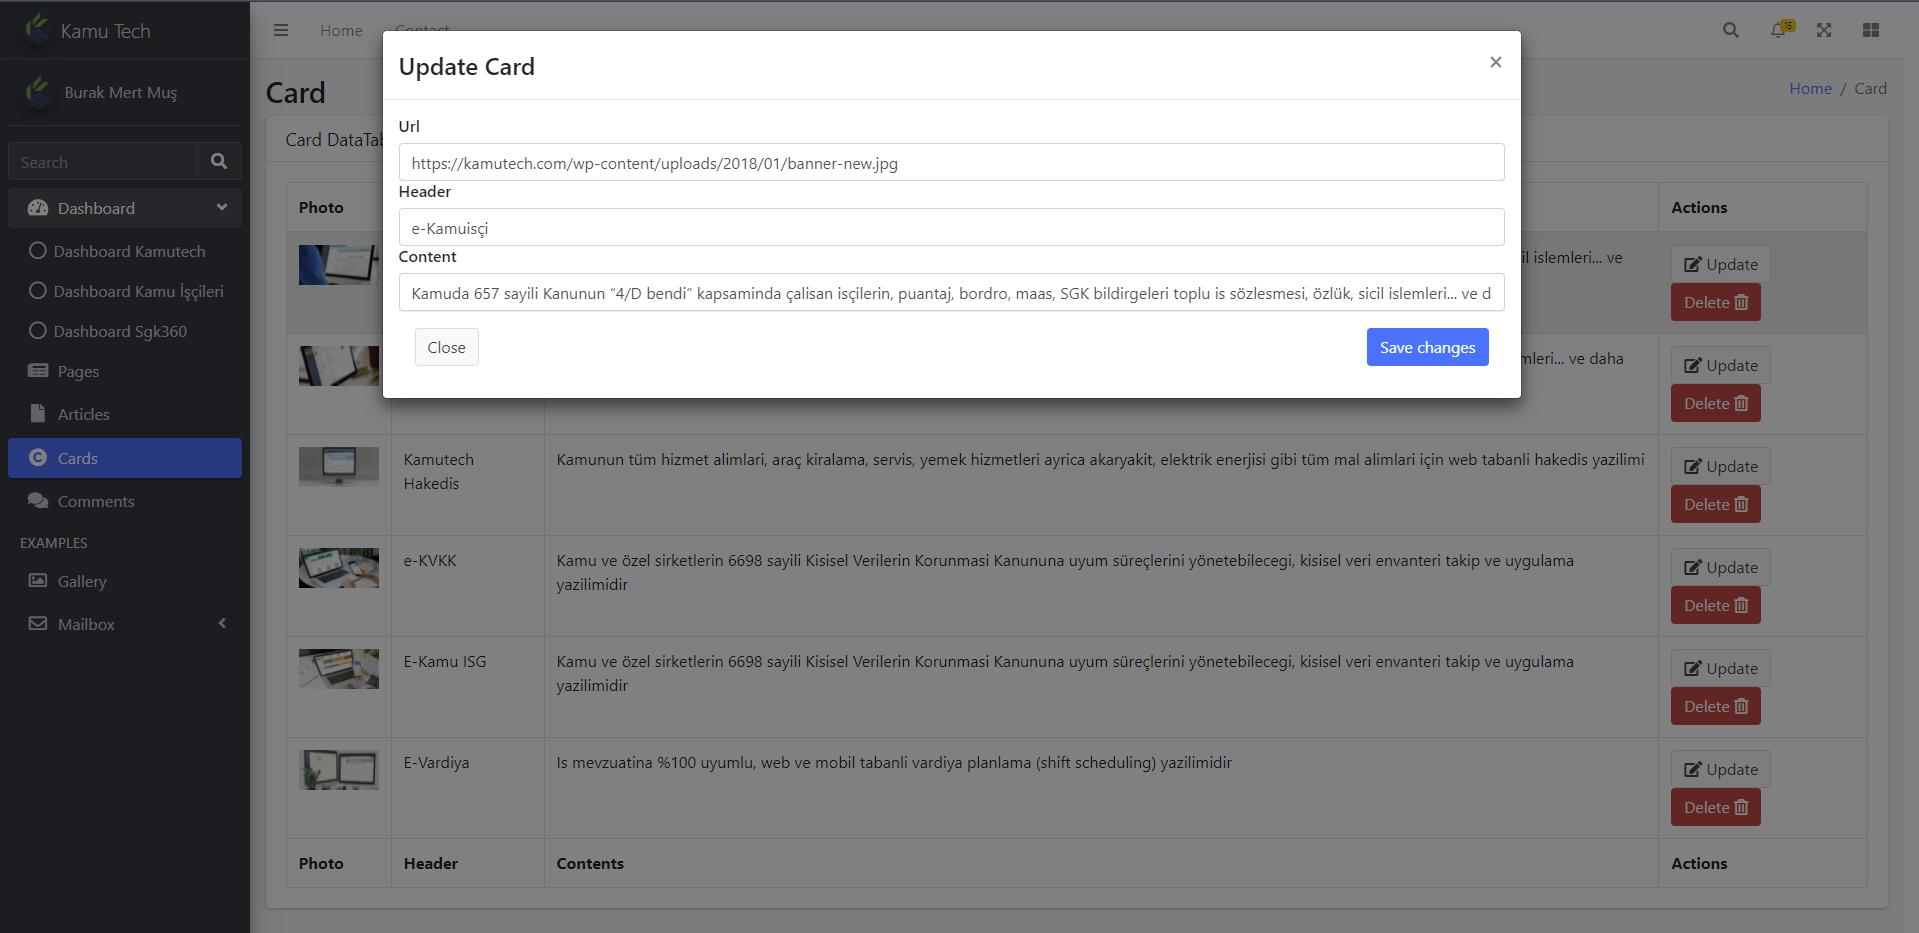 Kamu Tech
Burak Mert Muş
Search
Dashboard
Dashboard Kamutech
Dashboard Kamu İşçileri
Dashboard Sgk360
Pages
Articles
Cards
Comments
EXAMPLES
Gallery
Mailbox
Home Contact
15
Card
Home / Card
Card DataTab
Update Card
×
Url
https://kamutech.com/wp-content/uploads/2018/01/banner-new.jpg
Header
e-Kamuisçi
Content
Kamuda 657 sayili Kanunun “4/D bendi” kapsaminda çalisan isçilerin, puantaj, bordro, maas, SGK bildirgeleri toplu is sözlesmesi, özlük, sicil islemleri... ve d
Close Save changes
Photo Actions
il islemleri... ve
Update
Delete
mleri... ve daha
Update
Delete
Kamutech
Hakedis
Kamunun tüm hizmet alimlari, araç kiralama, servis, yemek hizmetleri ayrica akaryakit, elektrik enerjisi gibi tüm mal alimlari için web tabanli hakedis yazilimi
Update
Delete
e-KVKK
Kamu ve özel sirketlerin 6698 sayili Kisisel Verilerin Korunmasi Kanununa uyum süreçlerini yönetebilecegi, kisisel veri envanteri takip ve uygulama
yazilimidir
Update
Delete
E-Kamu ISG
Kamu ve özel sirketlerin 6698 sayili Kisisel Verilerin Korunmasi Kanununa uyum süreçlerini yönetebilecegi, kisisel veri envanteri takip ve uygulama
yazilimidir
Update
Delete
E-Vardiya
Is mevzuatina %100 uyumlu, web ve mobil tabanli vardiya planlama (shift scheduling) yazilimidir
Update
Delete
Photo Header Contents Actions